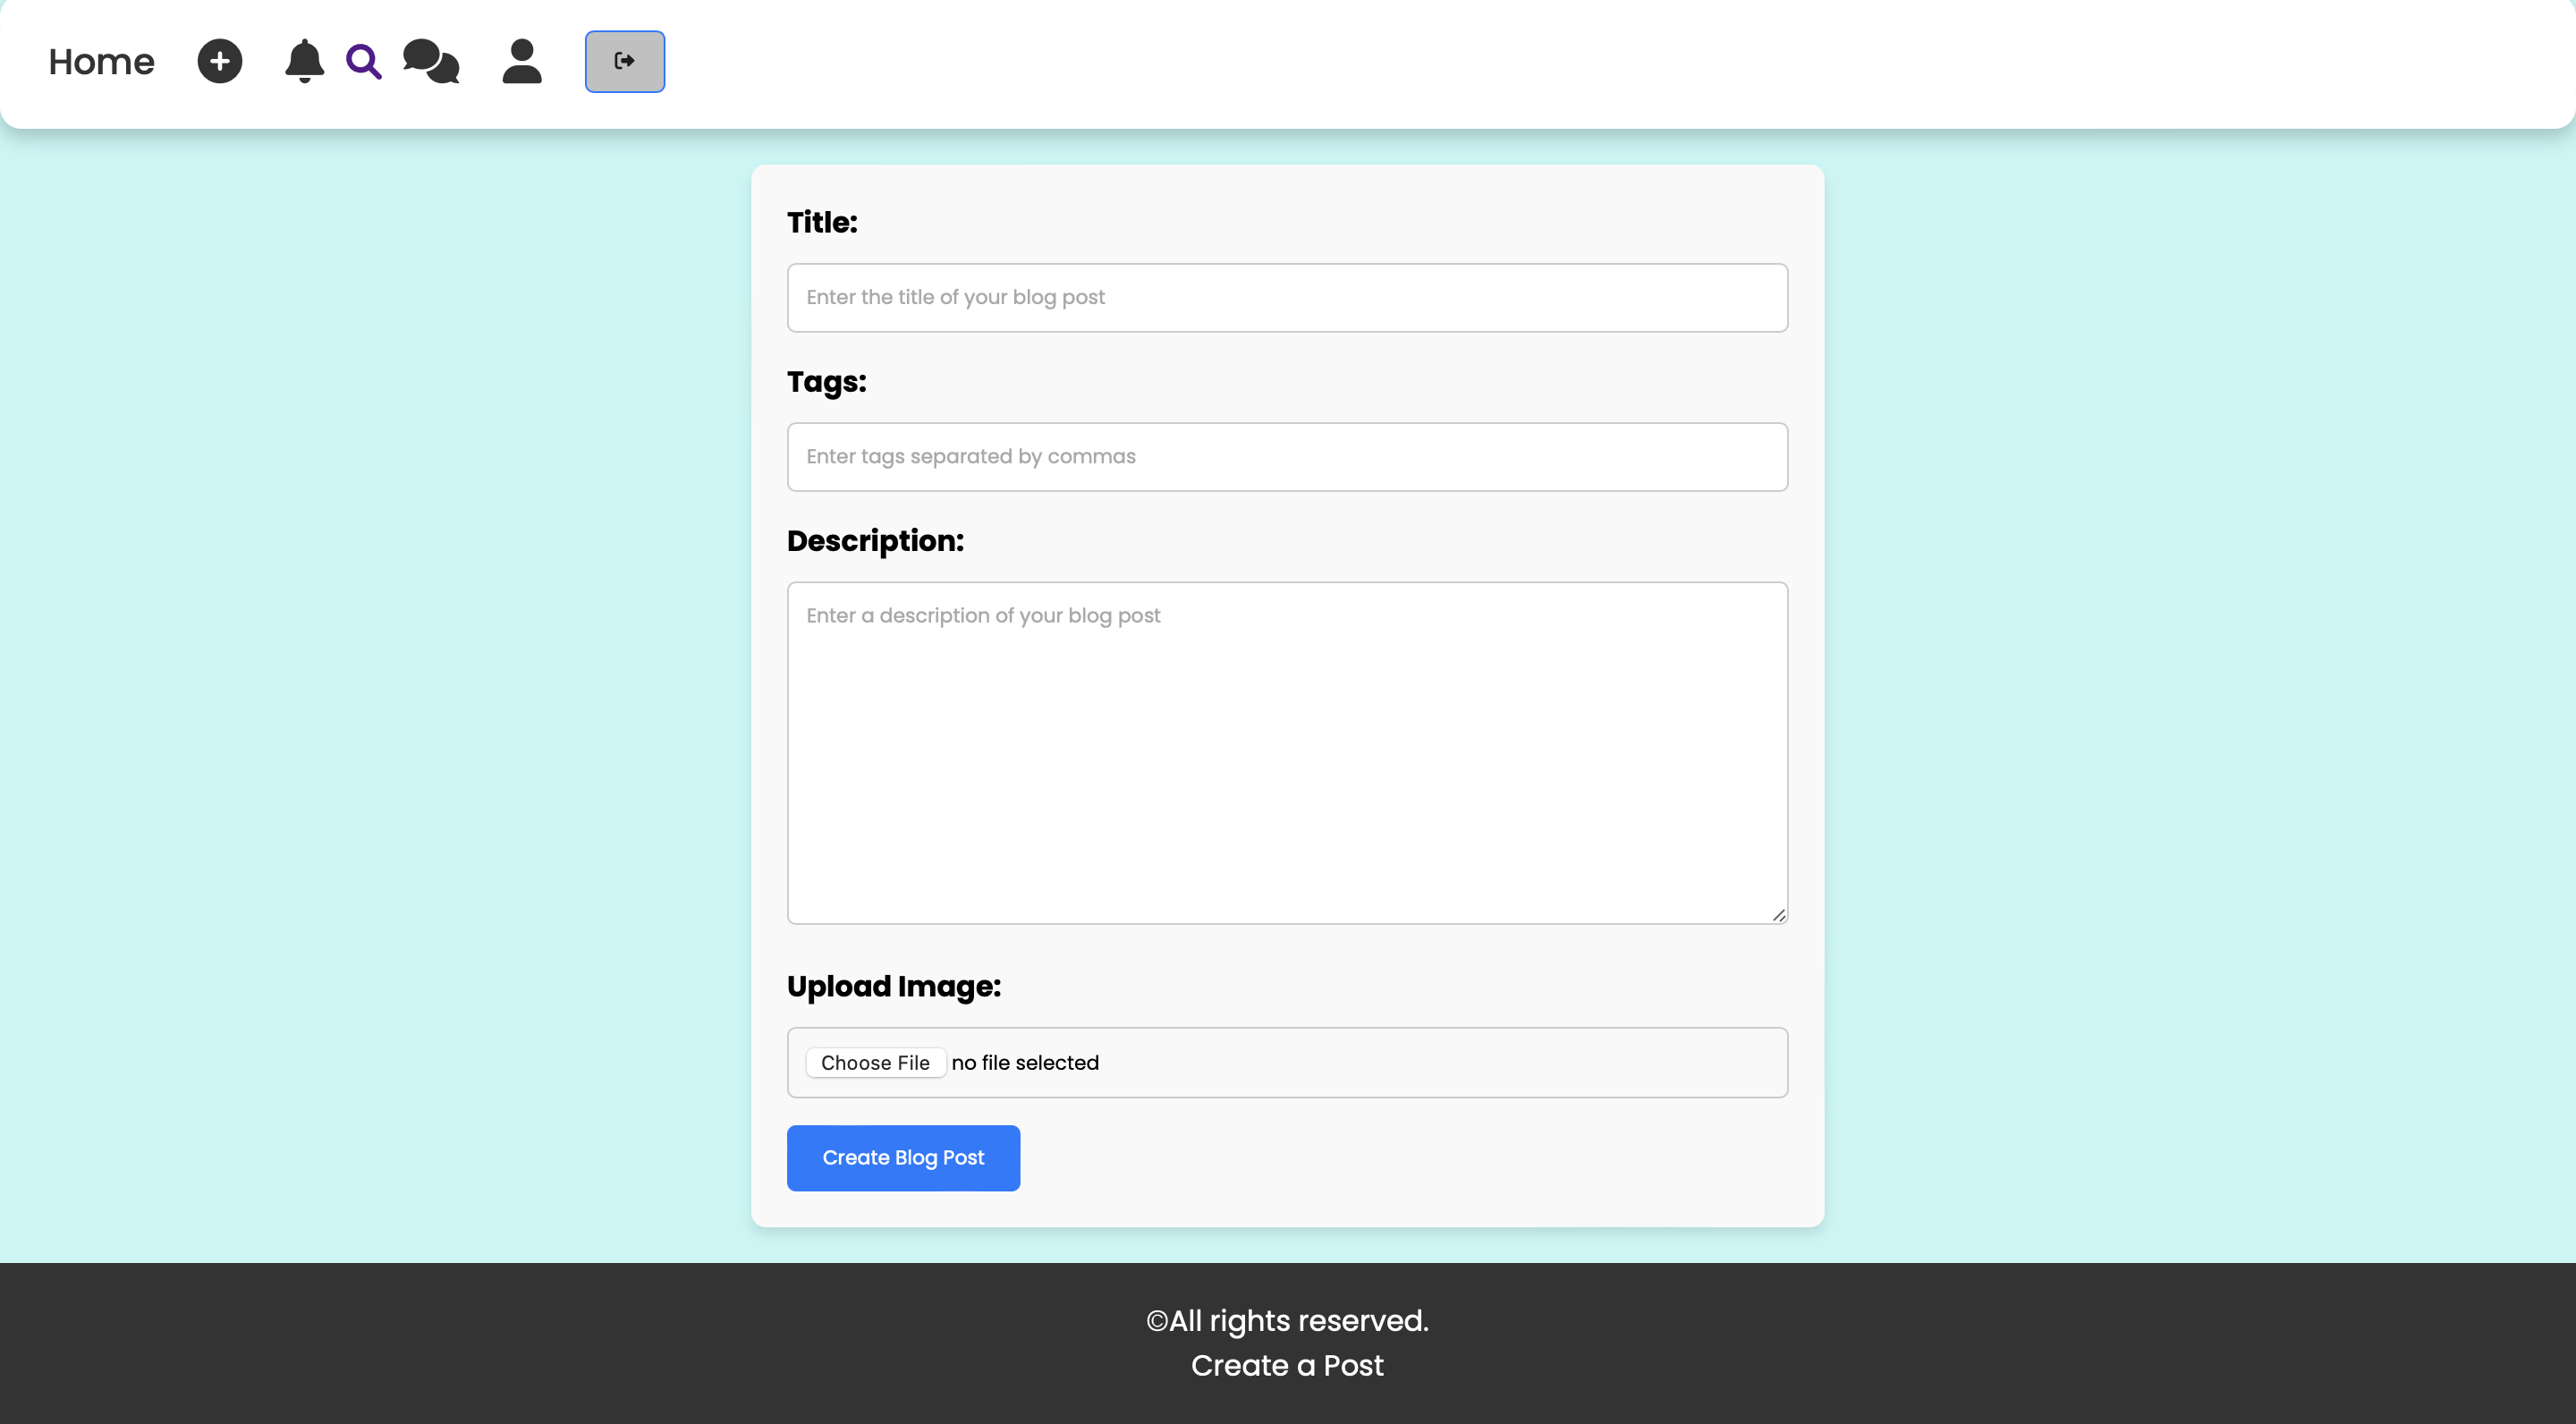 Home
Title:
Enter the title of your blog post
Tags:
Enter tags separated by commas
Description:
Enter a description of your blog post
Upload Image:
Choose File no file selected
Create Blog Post
©All rights reserved.
Create a Post